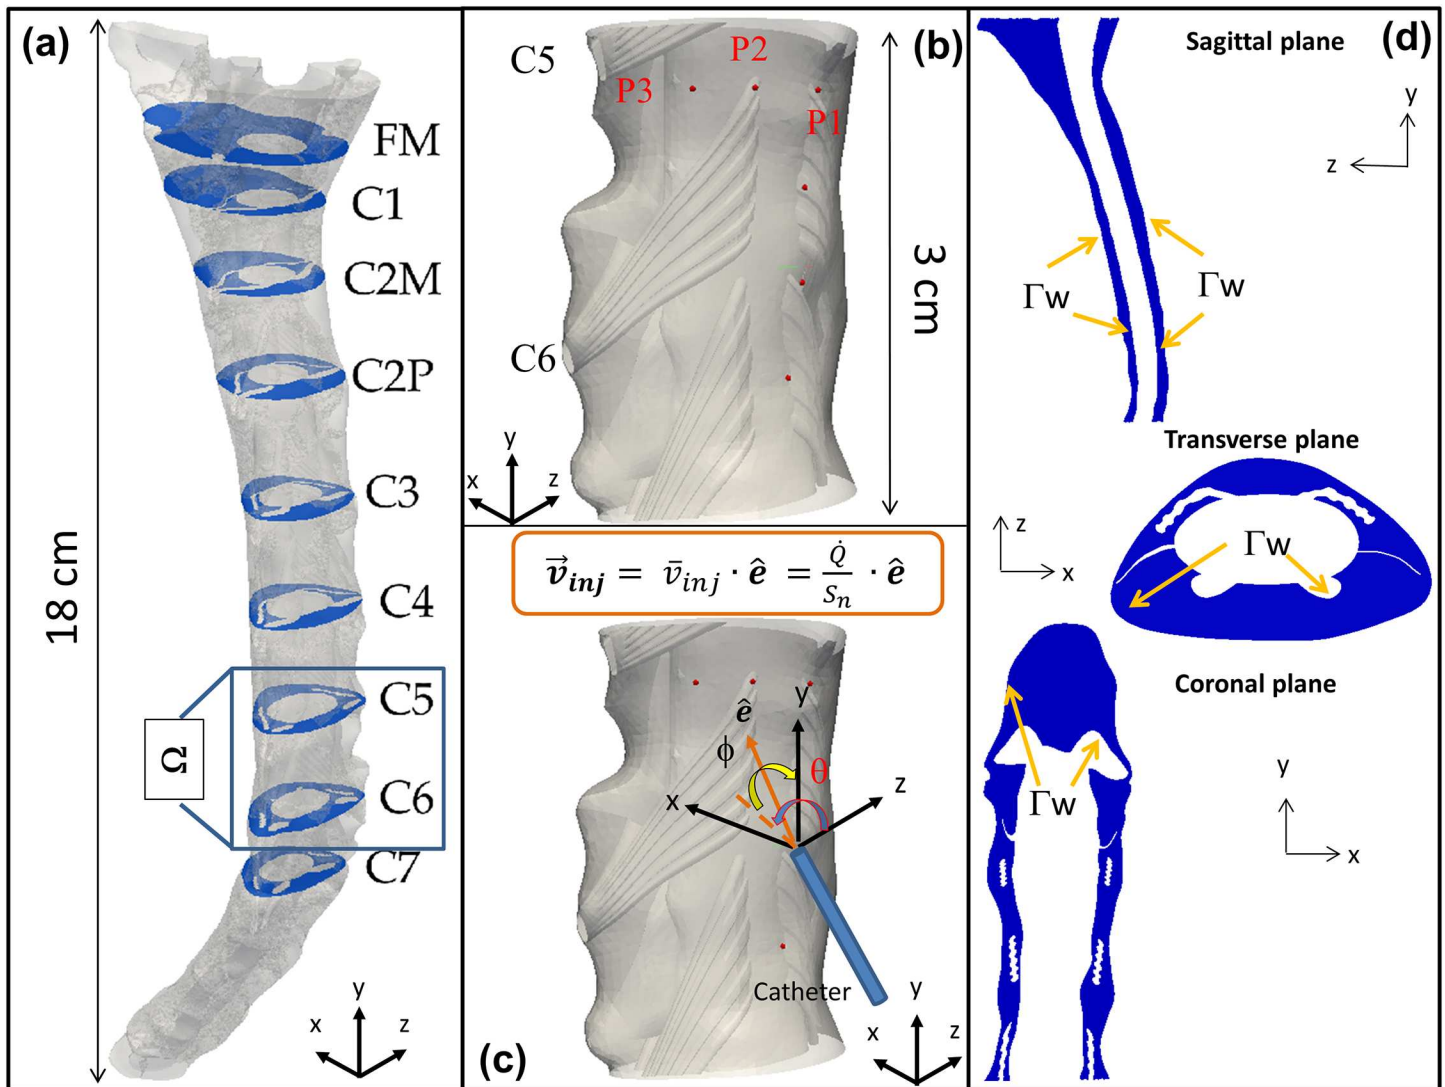 (a)
FM
C1
C2M
C2P
C3
C4
C5
C6
C7
18 cm
Ω
y
x
z
(b)
C5
P2
P3
P1
C6
3 cm
y
x
z
v⃗inj = v̄inj · ê = Q̇/Sn · ê
(c)
y
ê
ϕ
θ
x
z
Catheter
y
x
z
(d)
Sagittal plane
y
z
Γw
Γw
Transverse plane
z
x
Γw
Coronal plane
Γw
y
x